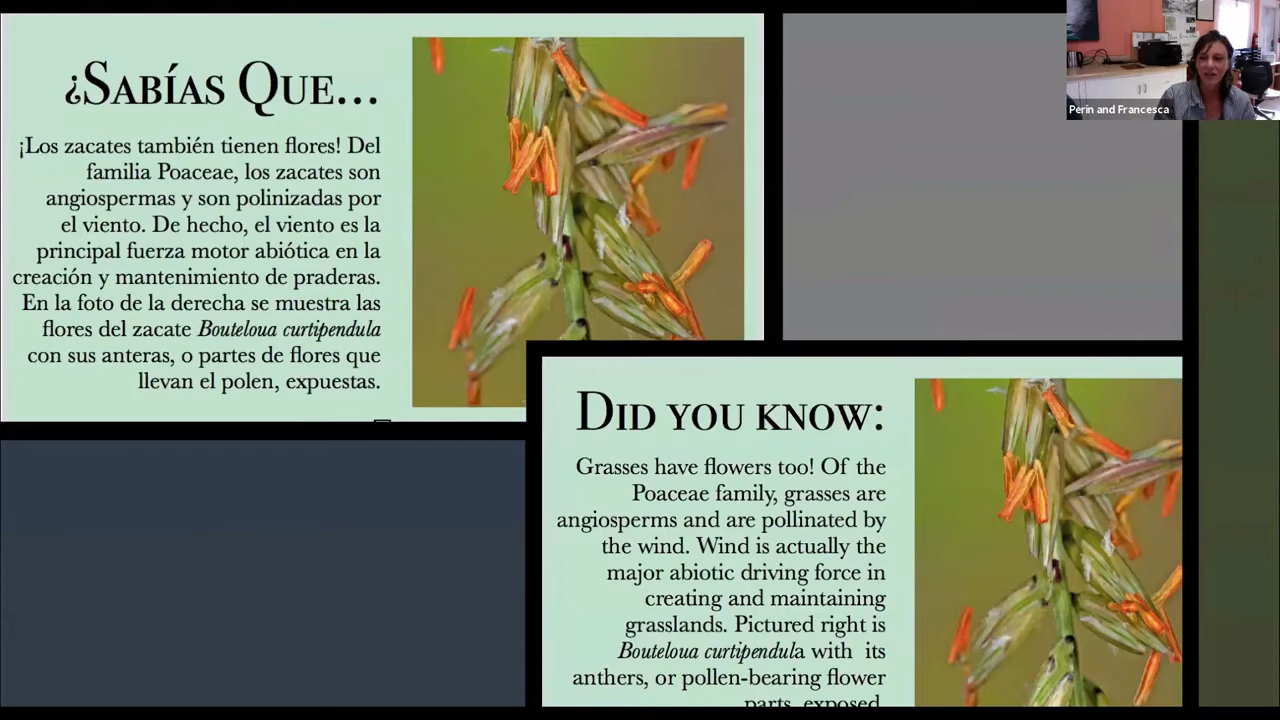 ¿Sabías Que...
¡Los zacates también tienen flores! Del
familia Poaceae, los zacates son
angiospermas y son polinizadas por
el viento. De hecho, el viento es la
principal fuerza motor abiótica en la
creación y mantenimiento de praderas.
En la foto de la derecha se muestra las
flores del zacate Bouteloua curtipendula
con sus anteras, o partes de flores que
llevan el polen, expuestas.
Perin and Francesca
Did you know:
Grasses have flowers too! Of the
Poaceae family, grasses are
angiosperms and are pollinated by
the wind. Wind is actually the
major abiotic driving force in
creating and maintaining
grasslands. Pictured right is
Bouteloua curtipendula with its
anthers, or pollen-bearing flower
parts, exposed.